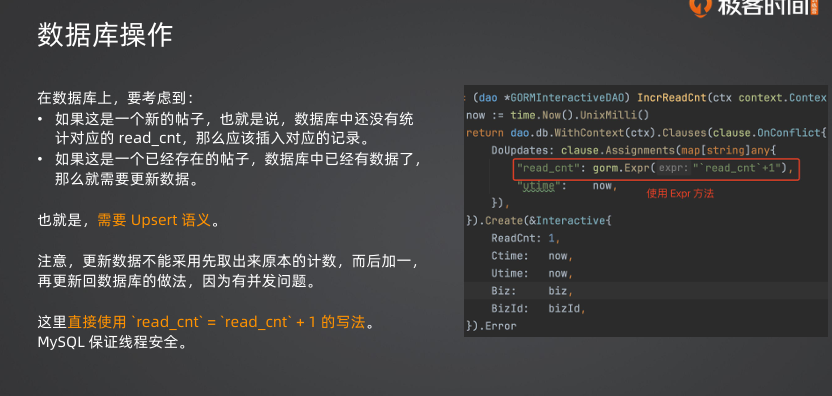 极客时间
数据库操作
在数据库上，要考虑到：
• 如果这是一个新的帖子，也就是说，数据库中还没有统
计对应的 read_cnt，那么应该插入对应的记录。
• 如果这是一个已经存在的帖子，数据库中已经有数据了，
那么就需要更新数据。
也就是，需要 Upsert 语义。
注意，更新数据不能采用先取出来原本的计数，而后加一，
再更新回数据库的做法，因为有并发问题。
这里直接使用 `read_cnt` = `read_cnt` + 1 的写法。
MySQL 保证线程安全。
(dao *GORMInteractiveDAO) IncrReadCnt(ctx context.Contex
now := time.Now().UnixMilli()
return dao.db.WithContext(ctx).Clauses(clause.OnConflict{
DoUpdates: clause.Assignments(map[string]any{
"read_cnt": gorm.Expr( expr: "`read_cnt`+1"),
"utime": now,
使用 Expr 方法
}),
}).Create(&Interactive{
ReadCnt: 1,
Ctime: now,
Utime: now,
Biz: biz,
BizId: bizId,
}).Error